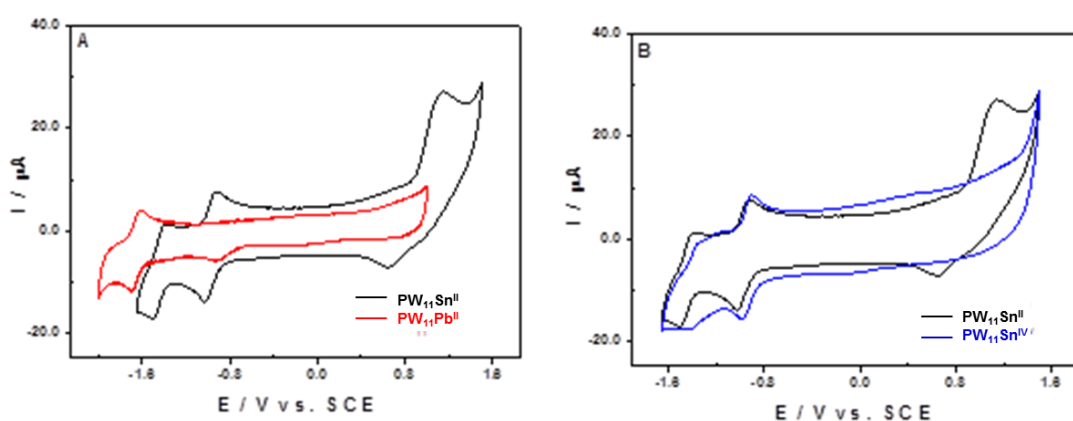 A
40.0
20.0
0.0
-20.0
I / µA
-1.6 -0.8 0.0 0.8 1.6
E / V vs. SCE
PW₁₁Snᴵᴵ
PW₁₁Pbᴵᴵ
B
40.0
20.0
0.0
-20.0
I / µA
-1.6 -0.8 0.0 0.8 1.6
E / V vs. SCE
PW₁₁Snᴵᴵ
PW₁₁Snᴵⱽ